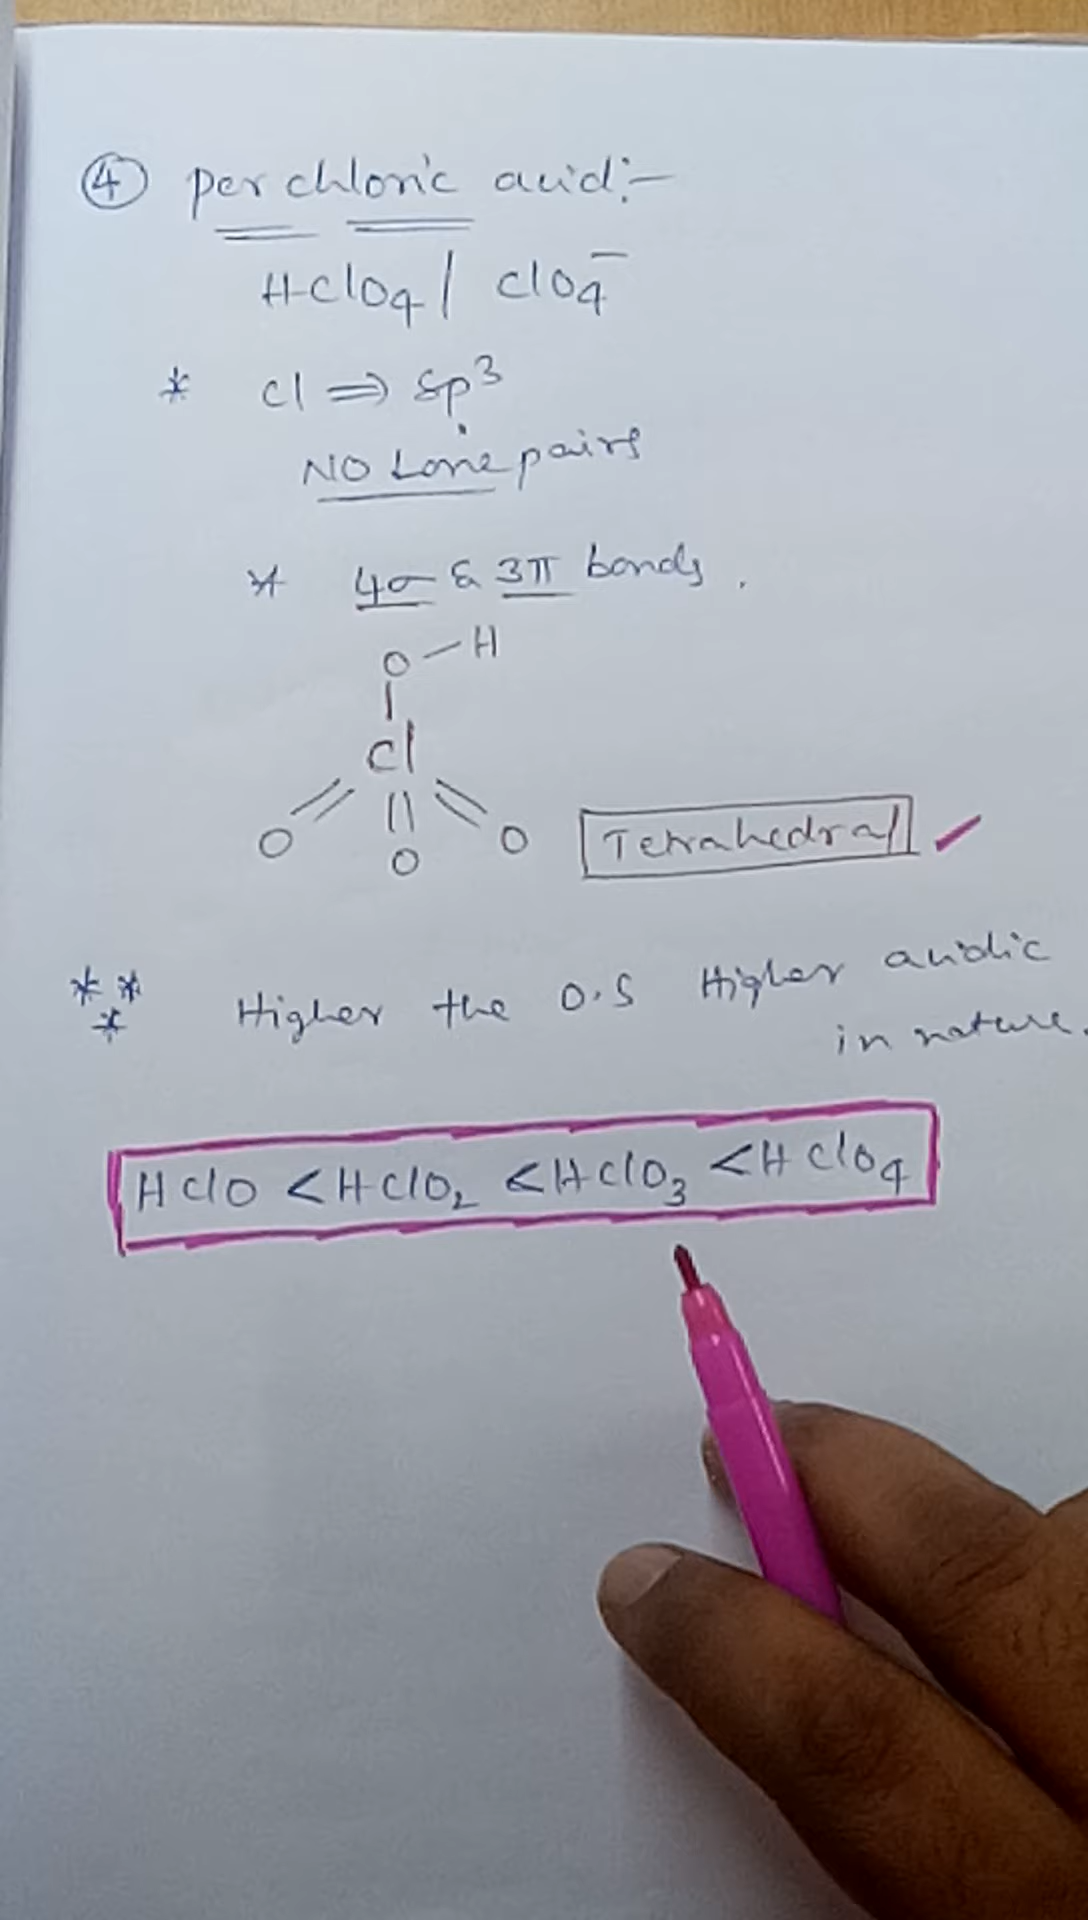 ④ per chloric acid:-
HClO₄ / ClO₄⁻
* Cl ⇒ Sp³
NO Lone pairs
* 4σ & 3π bonds.
O - H
|
Cl
// || \\
O O O
Tetrahedral ✓
*** Higher the O.S Higher acidic
in nature.
HClO < HClO₂ < HClO₃ < HClO₄